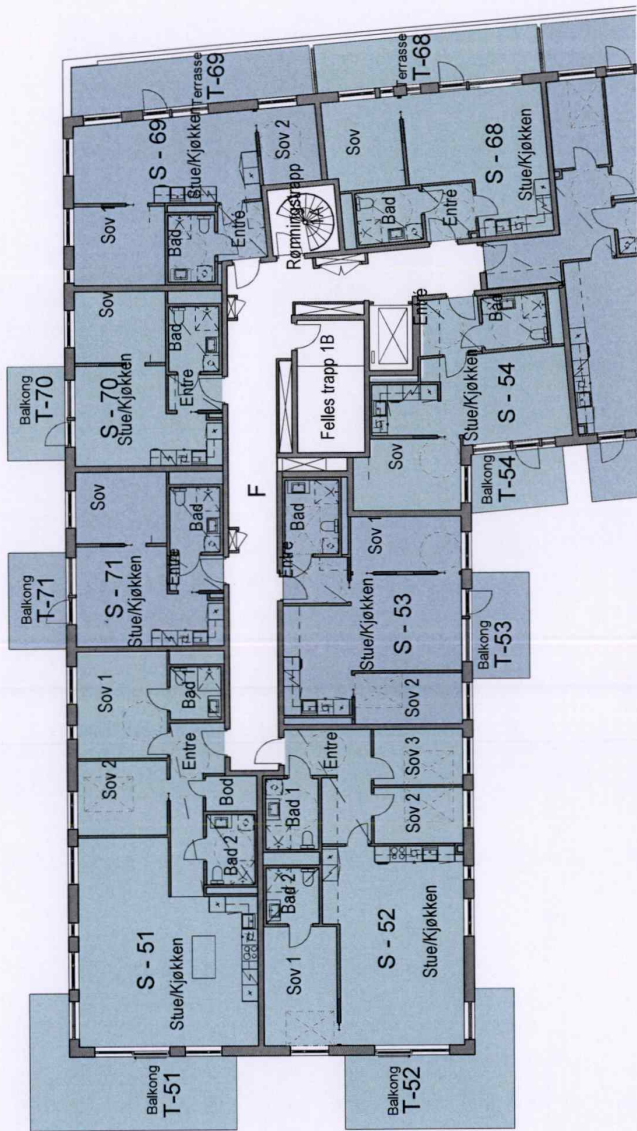 Terrasse
T-69
Terrasse
T-68
S - 69
Stue/Kjøkken
Sov 1
Sov 2
Bad
Entre
Rømningstrapp
1A
Sov
S - 68
Stue/Kjøkken
Bad
Entre
Balkong
T-70
Sov
S - 70
Stue/Kjøkken
Bad
Entre
Balkong
T-71
Sov
S - 71
Stue/Kjøkken
Bad
Entre
Felles trapp 1B
F
Entre
Bad
Sov
S - 54
Stue/Kjøkken
Balkong
T-54
Bad
Entre
Sov 1
S - 53
Stue/Kjøkken
Sov 2
Balkong
T-53
Sov 1
Sov 2
Bad 1
Entre
Bod
Bad 2
S - 51
Stue/Kjøkken
Balkong
T-51
Entre
Sov 3
Sov 2
Bad 1
Bad 2
Sov 1
S - 52
Stue/Kjøkken
Balkong
T-52